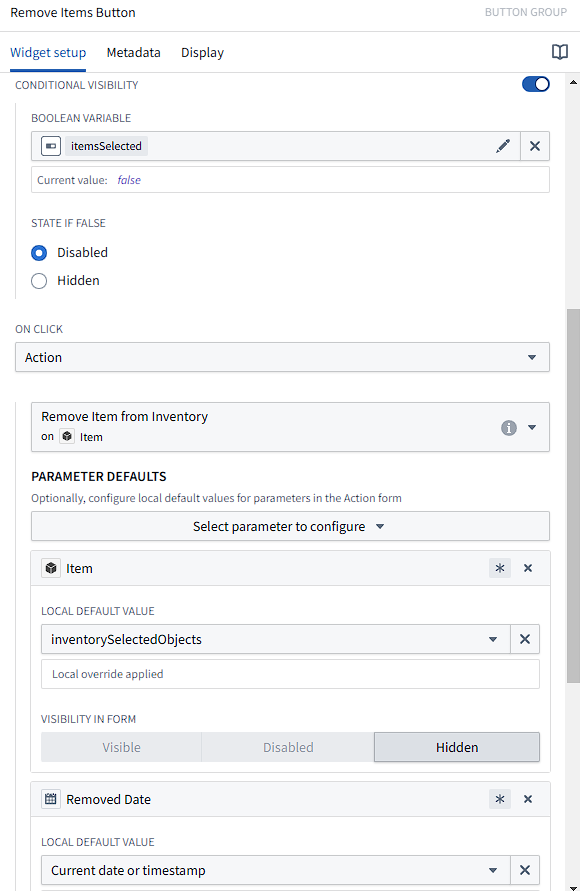 Remove Items Button
BUTTON GROUP
Widget setup
Metadata
Display
CONDITIONAL VISIBILITY
BOOLEAN VARIABLE
itemsSelected
Current value: false
STATE IF FALSE
Disabled
Hidden
ON CLICK
Action
Remove Item from Inventory
on Item
PARAMETER DEFAULTS
Optionally, configure local default values for parameters in the Action form
Select parameter to configure
Item
LOCAL DEFAULT VALUE
inventorySelectedObjects
Local override applied
VISIBILITY IN FORM
Visible
Disabled
Hidden
Removed Date
LOCAL DEFAULT VALUE
Current date or timestamp